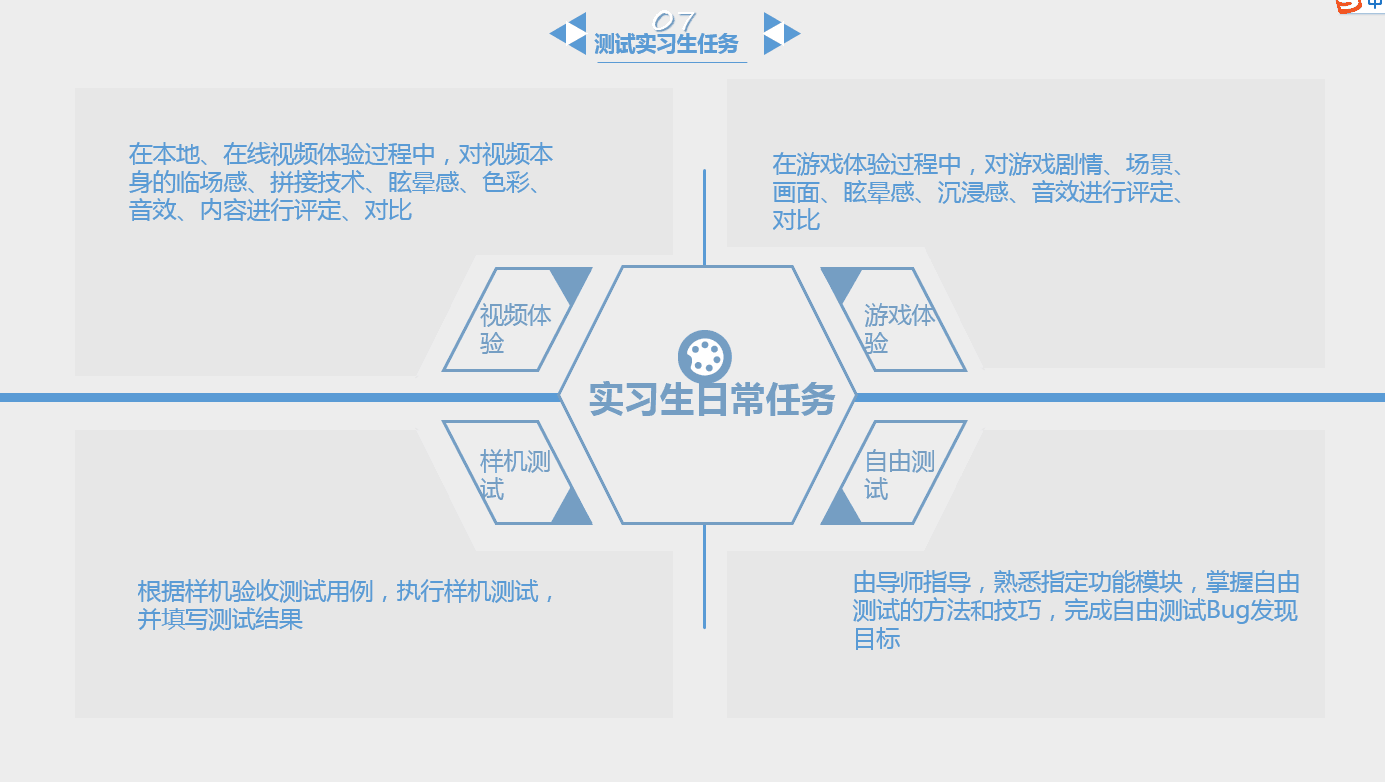 07
测试实习生任务
在本地、在线视频体验过程中，对视频本
身的临场感、拼接技术、眩晕感、色彩、
音效、内容进行评定、对比
在游戏体验过程中，对游戏剧情、场景、
画面、眩晕感、沉浸感、音效进行评定、
对比
视频体
验
游戏体
验
实习生日常任务
样机测
试
自由测
试
根据样机验收测试用例，执行样机测试，
并填写测试结果
由导师指导，熟悉指定功能模块，掌握自由
测试的方法和技巧，完成自由测试Bug发现
目标